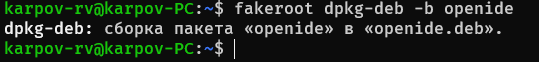 karpov-rv@karpov-PC:~$ fakeroot dpkg-deb -b openide
dpkg-deb: сборка пакета «openide» в «openide.deb».
karpov-rv@karpov-PC:~$